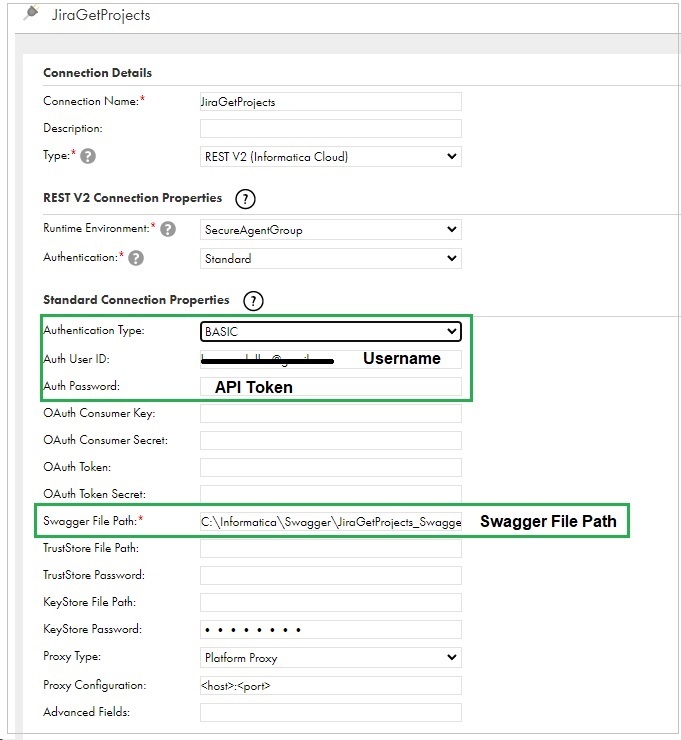 JiraGetProjects
Connection Details
Connection Name:* JiraGetProjects
Description:
Type:* ? REST V2 (Informatica Cloud)
REST V2 Connection Properties ?
Runtime Environment:* ? SecureAgentGroup
Authentication:* ? Standard
Standard Connection Properties ?
Authentication Type: BASIC
Auth User ID: Username
Auth Password: API Token
OAuth Consumer Key:
OAuth Consumer Secret:
OAuth Token:
OAuth Token Secret:
Swagger File Path:* C:\Informatica\Swagger\JiraGetProjects_Swagge Swagger File Path
TrustStore File Path:
TrustStore Password:
KeyStore File Path:
KeyStore Password: • • • • • • • •
Proxy Type: Platform Proxy
Proxy Configuration: <host>:<port>
Advanced Fields: